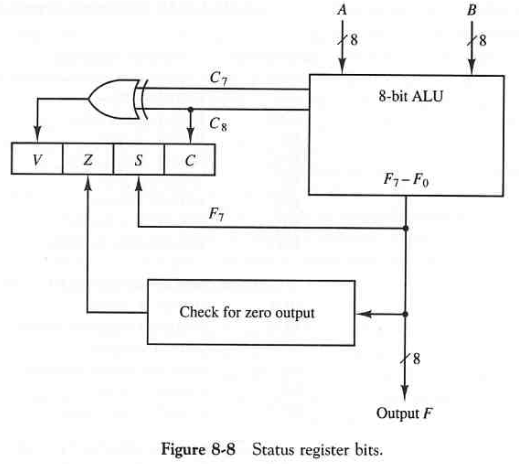 A
B
8
8
C7
8-bit ALU
C8
V Z S C
F7 – F0
F7
Check for zero output
8
Output F
Figure 8-8 Status register bits.